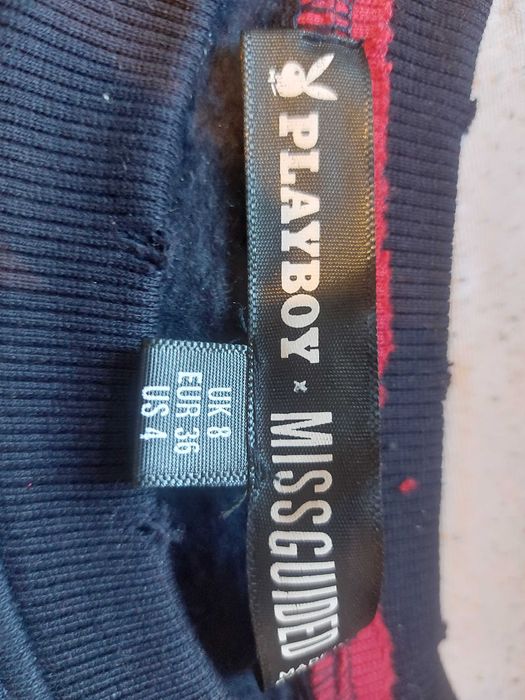 PLAYBOY × MISSGUIDED
UK 8
EUR 36
US 4